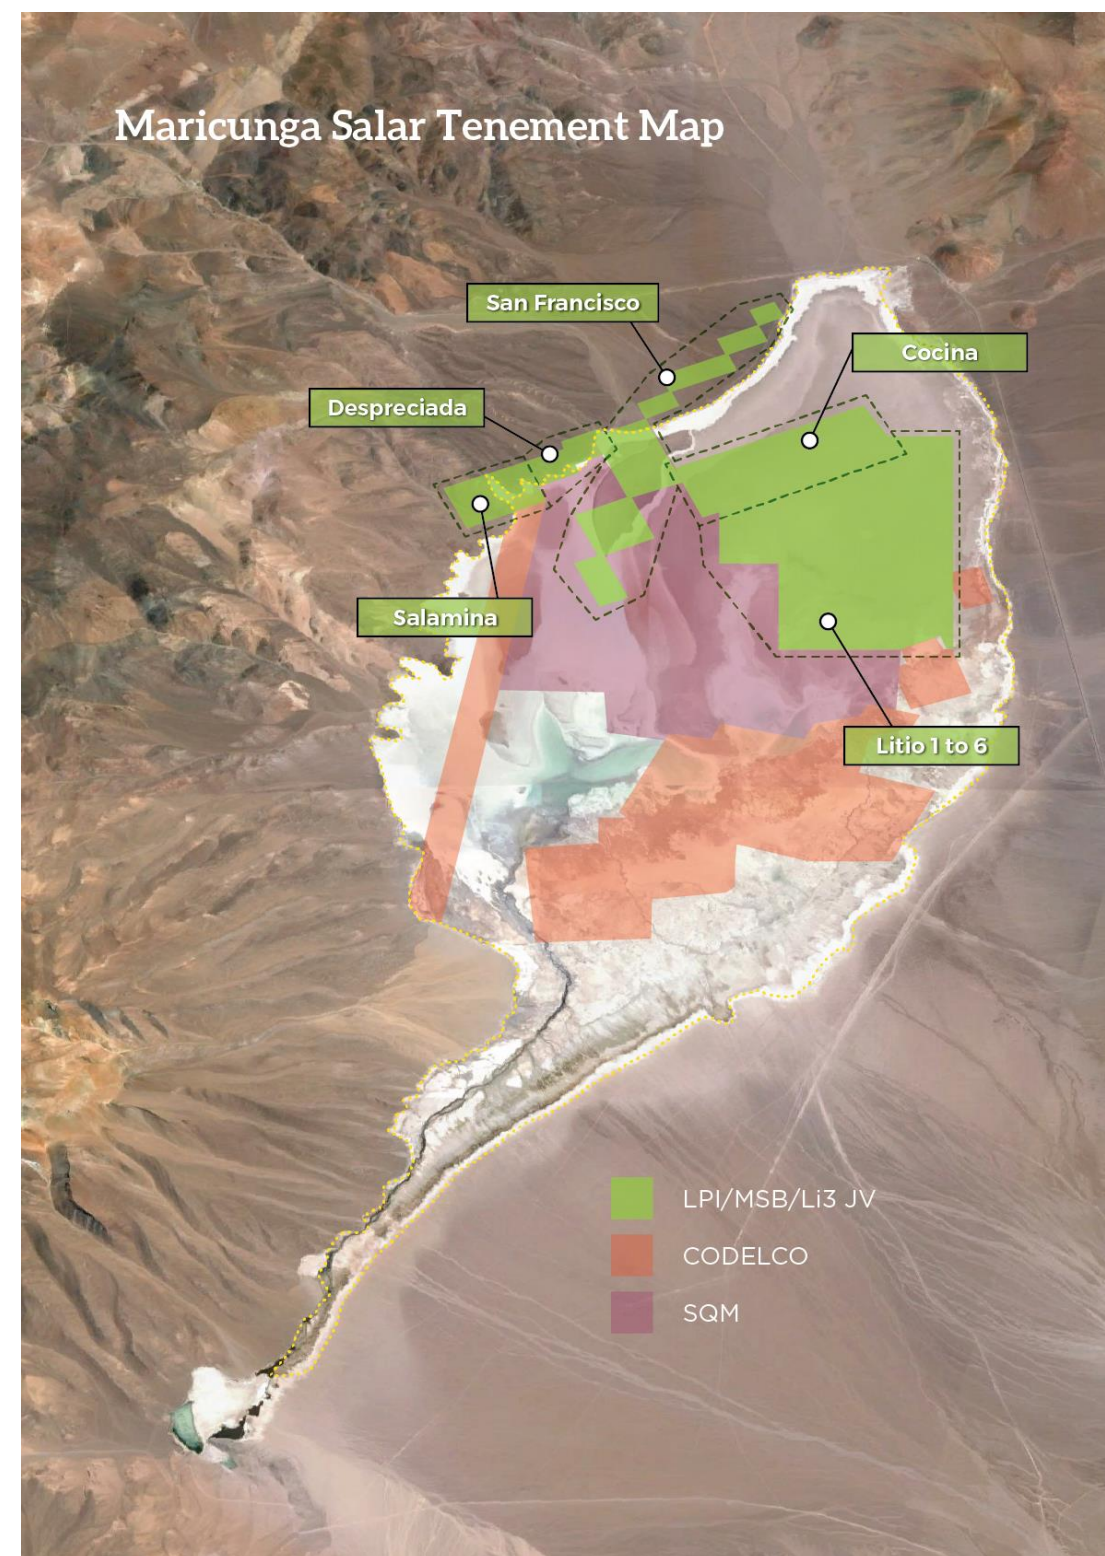 Maricunga Salar Tenement Map
San Francisco
Cocina
Despreciada
Salamina
Litio 1 to 6
LPI/MSB/Li3 JV
CODELCO
SQM